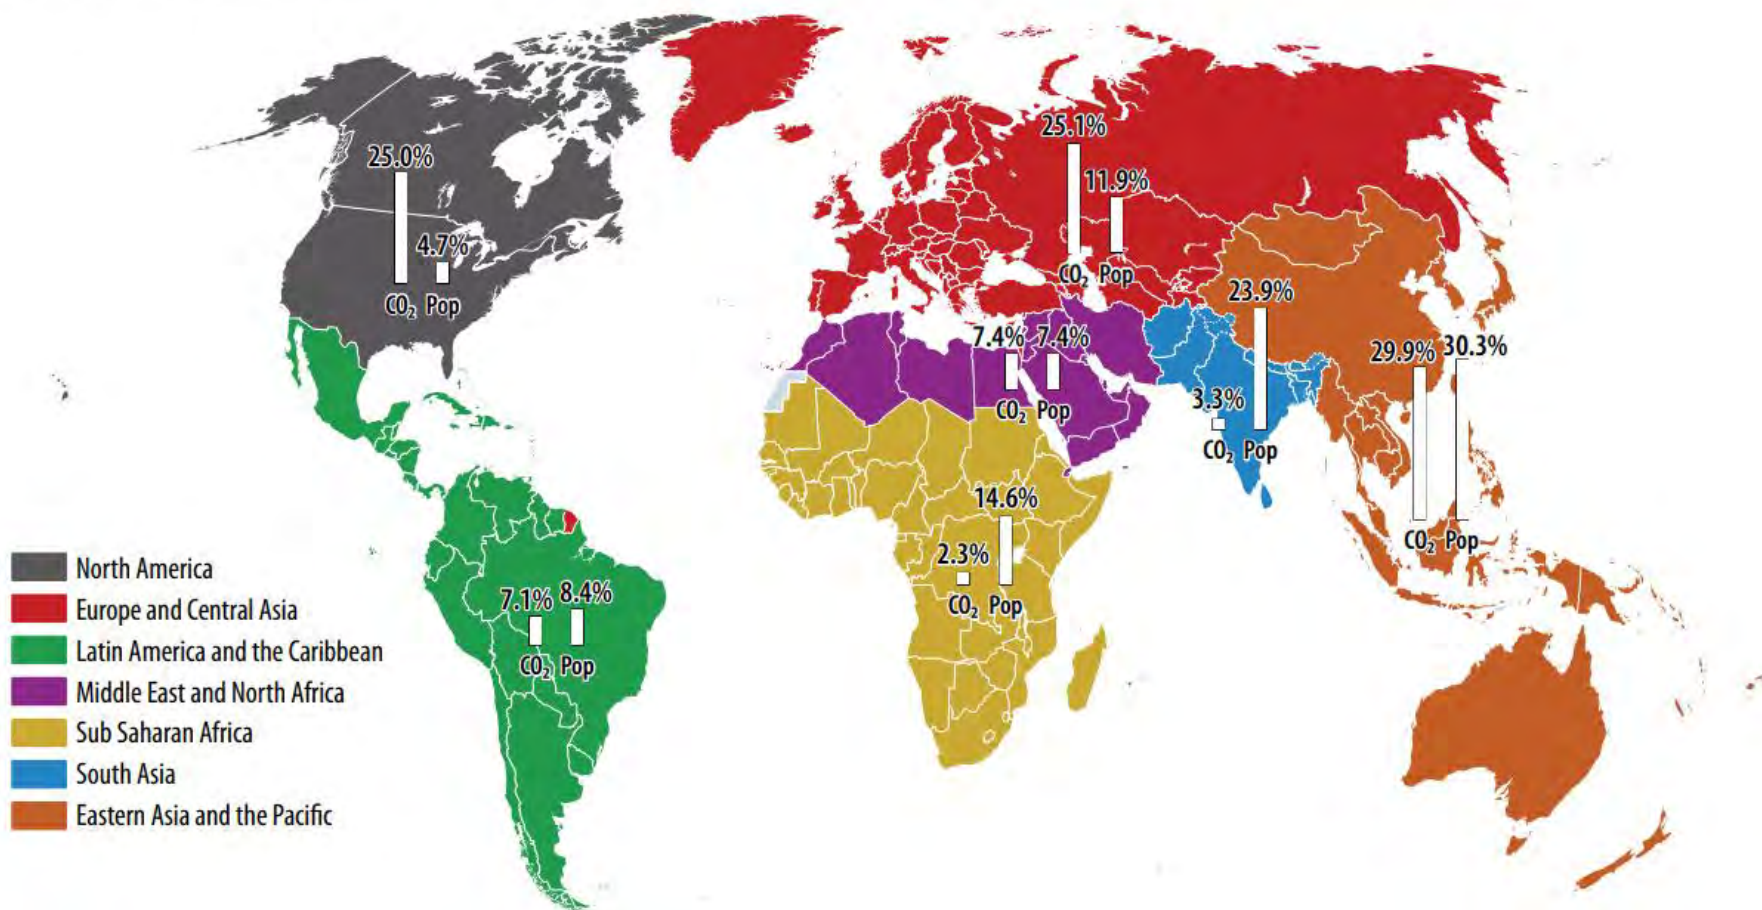 25.0%
4.7%
CO₂ Pop
25.1%
11.9%
CO₂ Pop
23.9%
3.3%
CO₂ Pop
7.4% 7.4%
CO₂ Pop
29.9% 30.3%
CO₂ Pop
14.6%
2.3%
CO₂ Pop
7.1% 8.4%
CO₂ Pop
North America
Europe and Central Asia
Latin America and the Caribbean
Middle East and North Africa
Sub Saharan Africa
South Asia
Eastern Asia and the Pacific